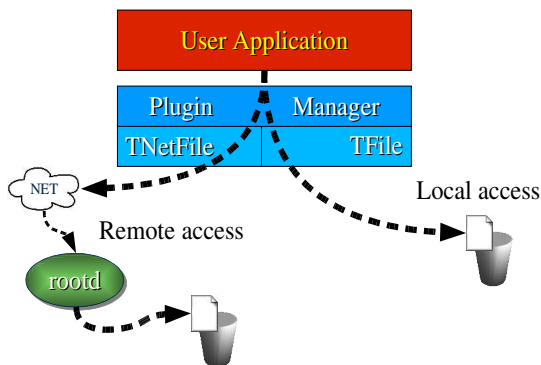 User Application
Plugin Manager
TNetFile TFile
NET
Local access
Remote access
rootd